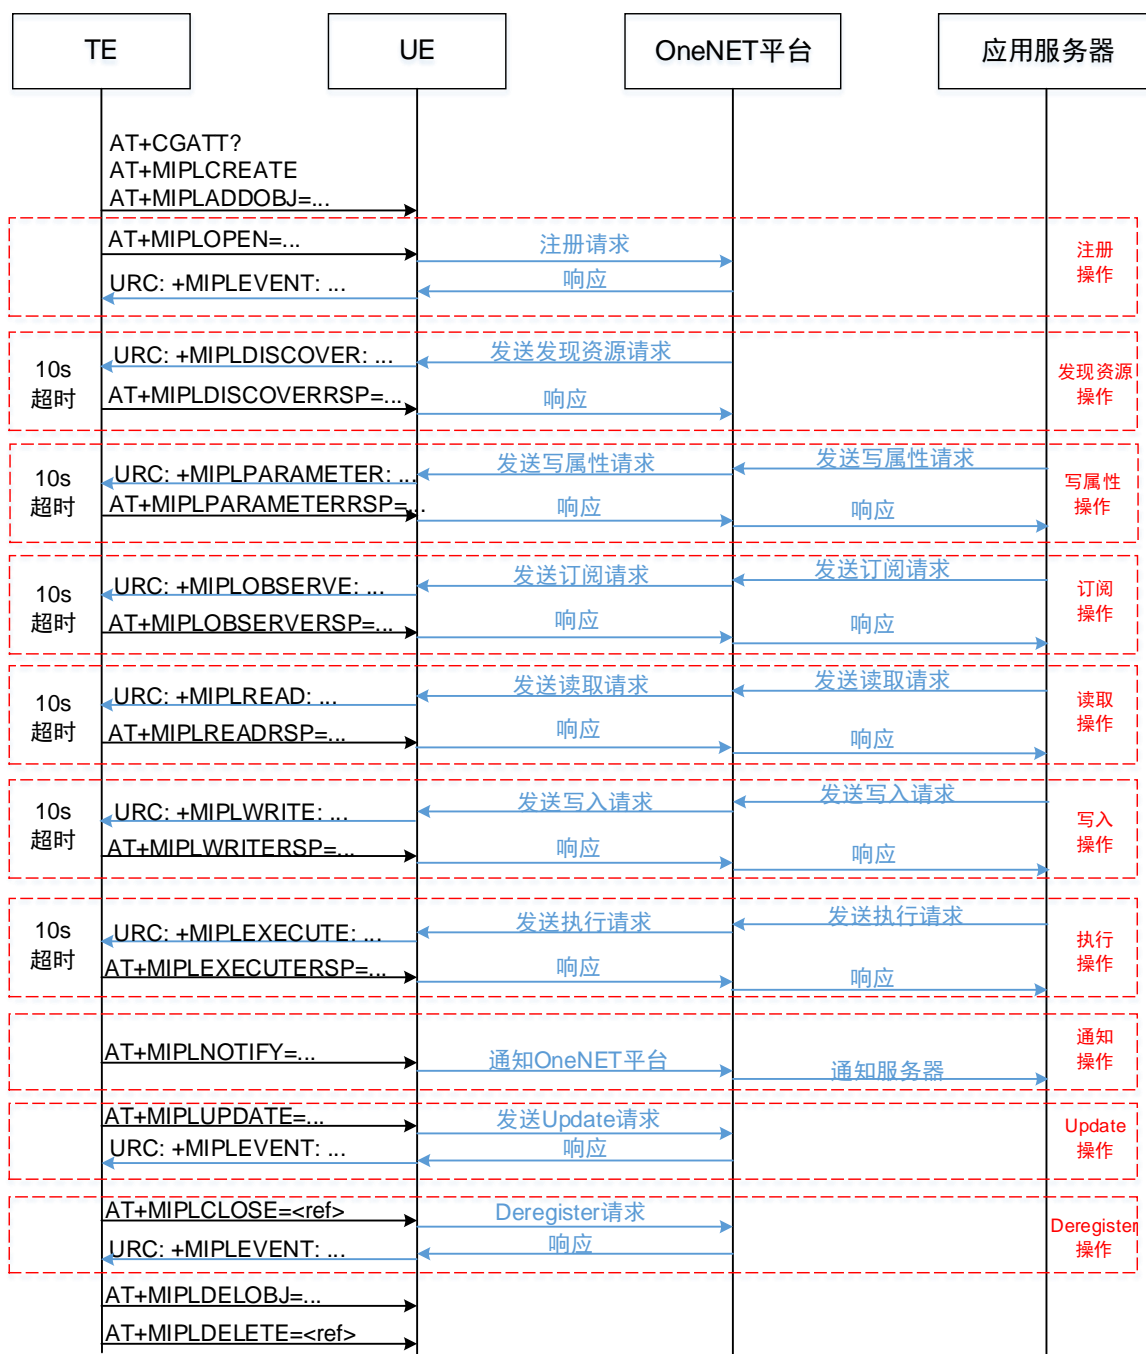 TE
UE
OneNET平台
应用服务器
AT+CGATT?
AT+MIPLCREATE
AT+MIPLADDOBJ=...
AT+MIPLOPEN=...
注册请求
注册
操作
URC: +MIPLEVENT: ...
响应
10s
超时
URC: +MIPLDISCOVER: ...
发送发现资源请求
发现资源
操作
AT+MIPLDISCOVERRSP=...
响应
10s
超时
URC: +MIPLPARAMETER: ...
发送写属性请求
发送写属性请求
写属性
操作
AT+MIPLPARAMETERRSP=...
响应
响应
10s
超时
URC: +MIPLOBSERVE: ...
发送订阅请求
发送订阅请求
订阅
操作
AT+MIPLOBSERVERSP=...
响应
响应
10s
超时
URC: +MIPLREAD: ...
发送读取请求
发送读取请求
读取
操作
AT+MIPLREADRSP=...
响应
响应
10s
超时
URC: +MIPLWRITE: ...
发送写入请求
发送写入请求
写入
操作
AT+MIPLWRITERSP=...
响应
响应
10s
超时
URC: +MIPLEXECUTE: ...
发送执行请求
发送执行请求
执行
操作
AT+MIPLEXECUTERSP=...
响应
响应
AT+MIPLNOTIFY=...
通知OneNET平台
通知服务器
通知
操作
AT+MIPLUPDATE=...
发送Update请求
Update
操作
URC: +MIPLEVENT: ...
响应
AT+MIPLCLOSE=<ref>
Deregister请求
Deregister
操作
URC: +MIPLEVENT: ...
响应
AT+MIPLDELOBJ=...
AT+MIPLDELETE=<ref>